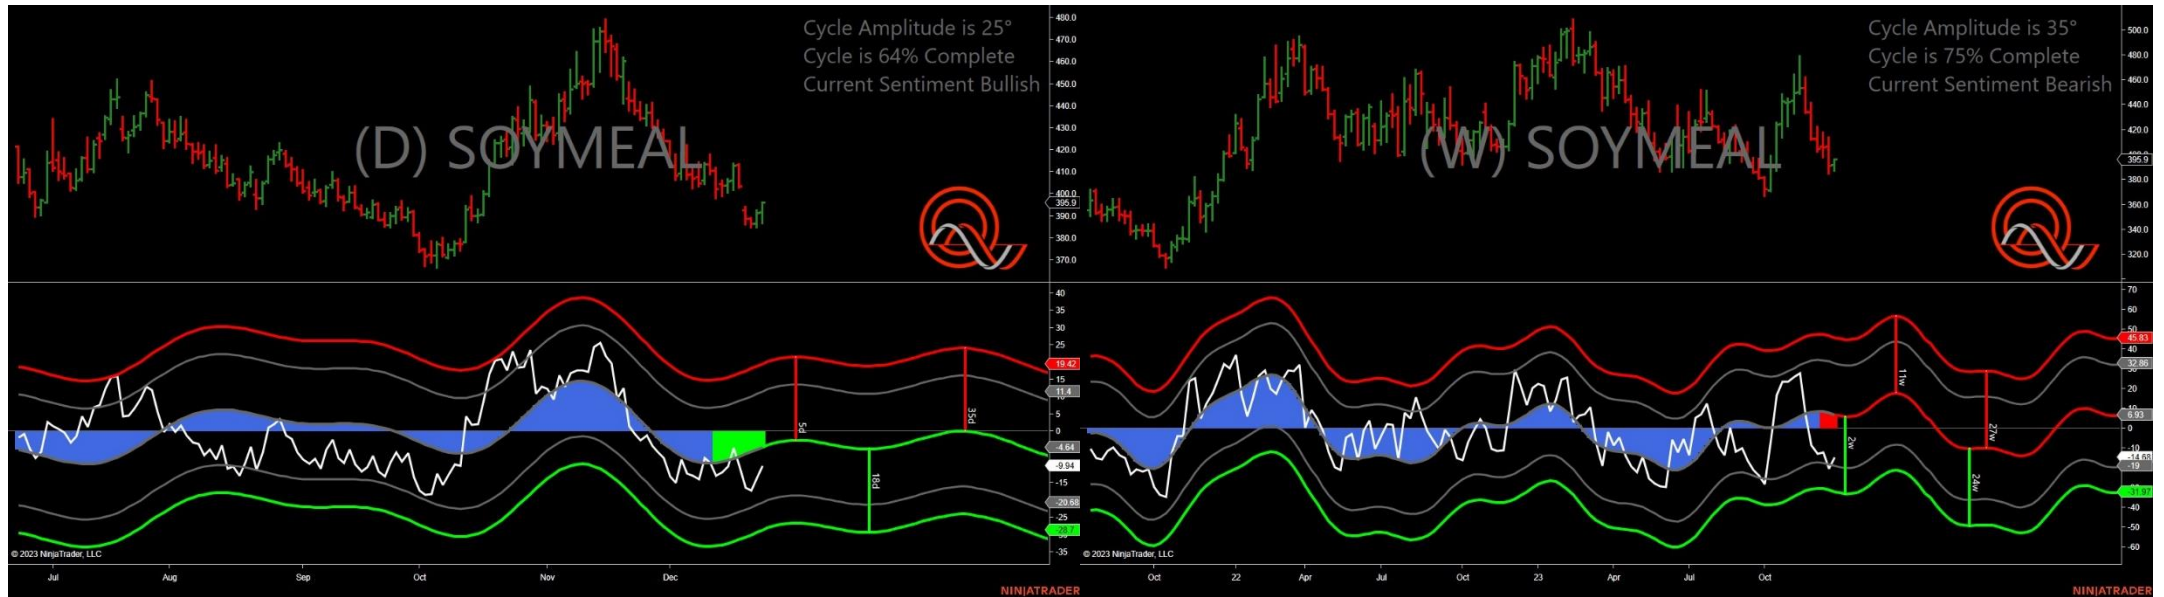 Cycle Amplitude is 25°
Cycle is 64% Complete
Current Sentiment Bullish
(D) SOYMEAL
480.0
470.0
460.0
450.0
440.0
430.0
420.0
410.0
400.0
395.9
390.0
380.0
370.0
40
35
30
25
19.42
15
11.4
5
0
-4.64
-9.94
-15
-20.68
-25
-28.7
-35
5d
18d
35d
© 2023 NinjaTrader, LLC
Jul Aug Sep Oct Nov Dec
NINJATRADER
Cycle Amplitude is 35°
Cycle is 75% Complete
Current Sentiment Bearish
(W) SOYMEAL
500.0
480.0
460.0
440.0
420.0
395.9
380.0
360.0
340.0
320.0
70
60
50
45.83
40
32.86
20
10
6.93
0
-10
-14.68
-19
-31.97
-40
-50
-60
2w
11w
24w
27w
© 2023 NinjaTrader, LLC
Oct 22 Apr Jul Oct 23 Apr Jul Oct
NINJATRADER